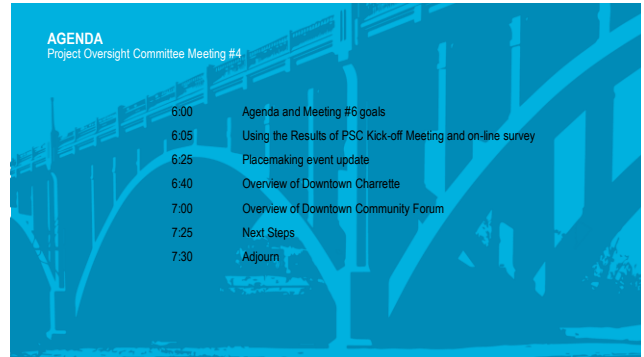 AGENDA
Project Oversight Committee Meeting #4
6:00 Agenda and Meeting #6 goals
6:05 Using the Results of PSC Kick-off Meeting and on-line survey
6:25 Placemaking event update
6:40 Overview of Downtown Charrette
7:00 Overview of Downtown Community Forum
7:25 Next Steps
7:30 Adjourn